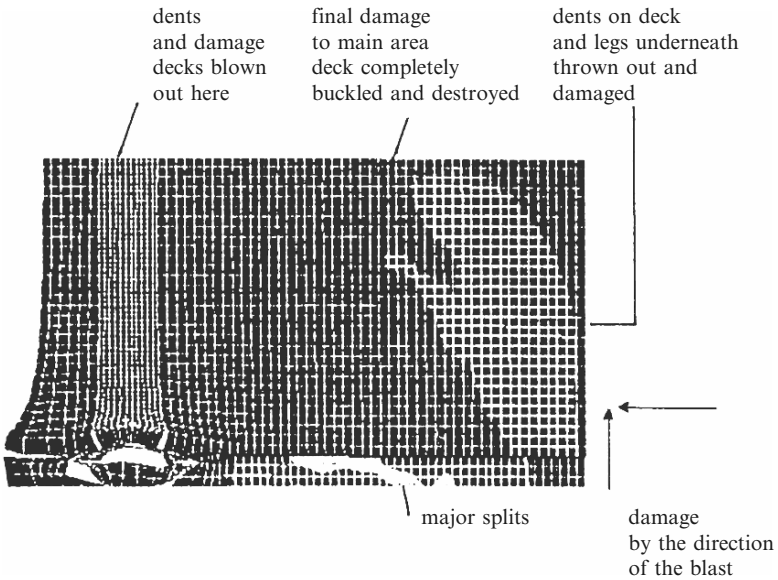 dents
and damage
decks blown
out here
final damage
to main area
deck completely
buckled and destroyed
dents on deck
and legs underneath
thrown out and
damaged
major splits
damage
by the direction
of the blast